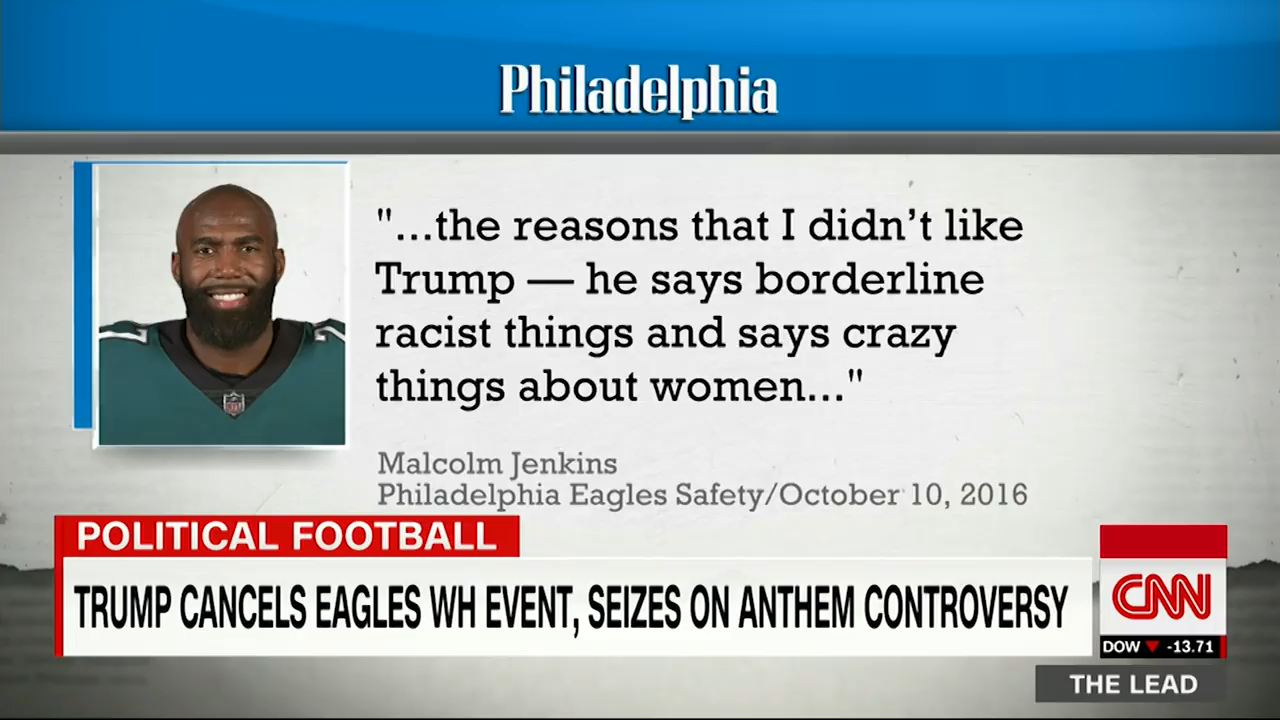 Philadelphia
"...the reasons that I didn't like
Trump — he says borderline
racist things and says crazy
things about women..."
Malcolm Jenkins
Philadelphia Eagles Safety/October 10, 2016
POLITICAL FOOTBALL
TRUMP CANCELS EAGLES WH EVENT, SEIZES ON ANTHEM CONTROVERSY
CNN
DOW ▼ -13.71
THE LEAD